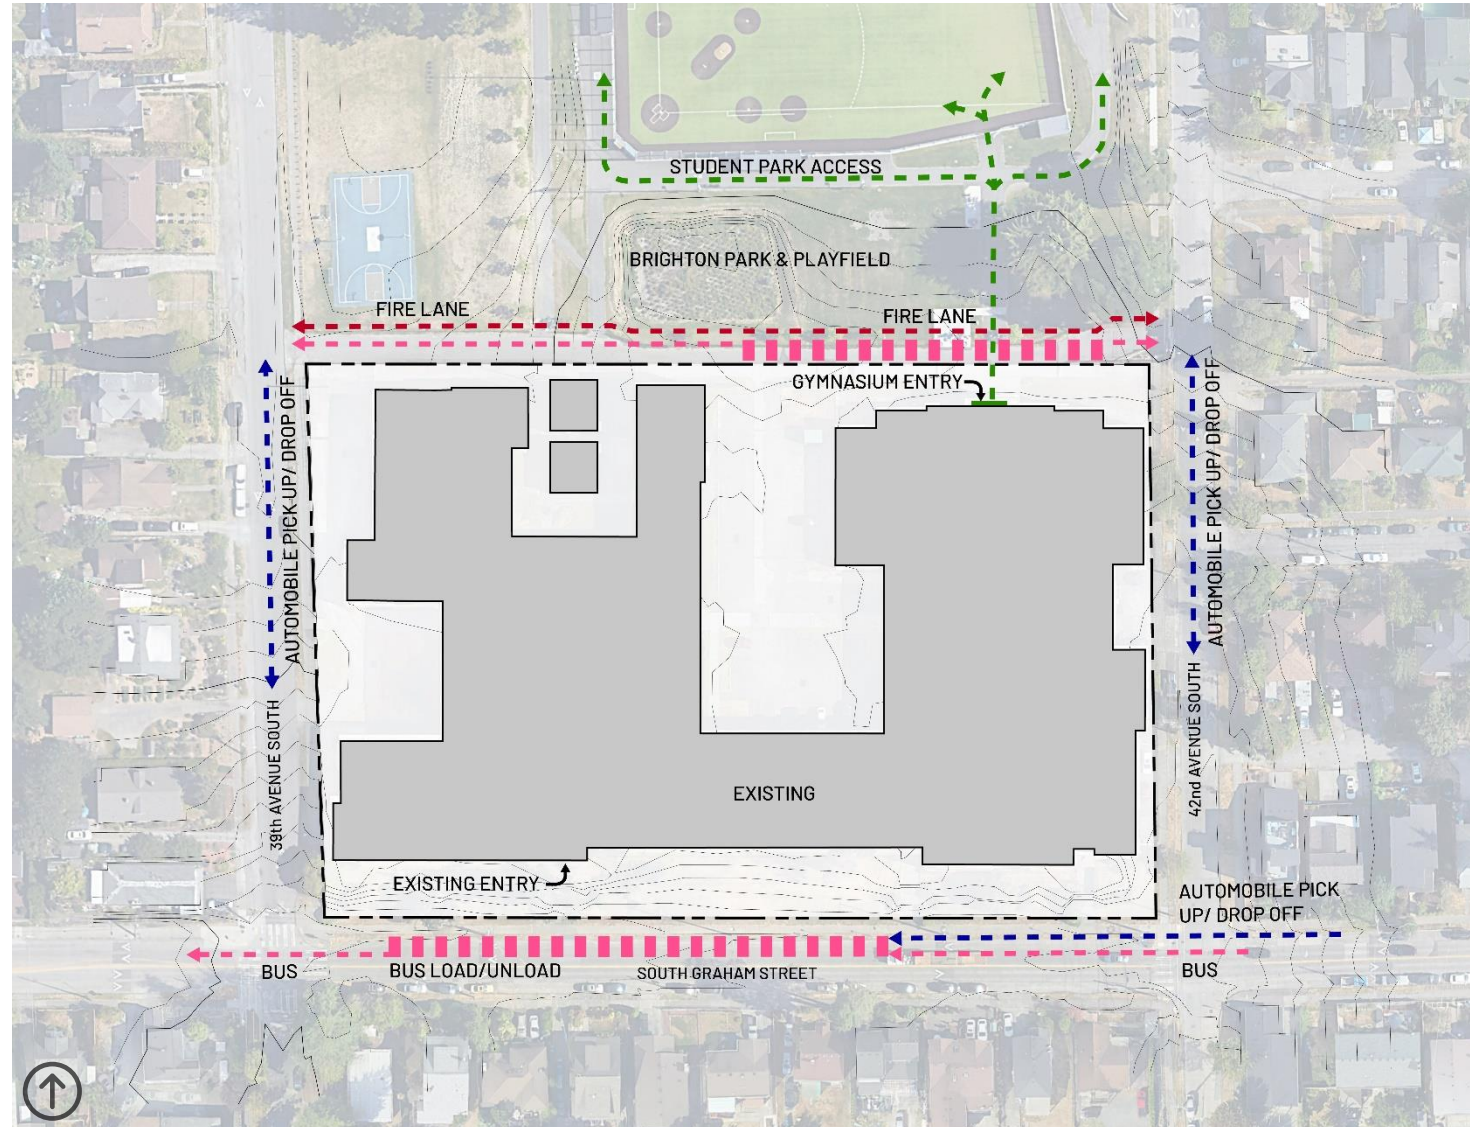 STUDENT PARK ACCESS
BRIGHTON PARK & PLAYFIELD
FIRE LANE
FIRE LANE
GYMNASIUM ENTRY
AUTOMOBILE PICK UP/ DROP OFF
AUTOMOBILE PICK UP/ DROP OFF
39th AVENUE SOUTH
42nd AVENUE SOUTH
EXISTING
EXISTING ENTRY
AUTOMOBILE PICK
UP/ DROP OFF
BUS
BUS LOAD/UNLOAD
SOUTH GRAHAM STREET
BUS